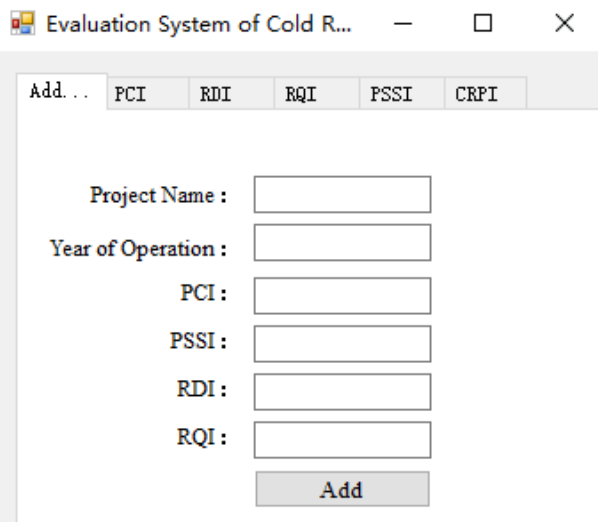 Evaluation System of Cold R...
Add... PCI RDI RQI PSSI CRPI
Project Name :
Year of Operation :
PCI :
PSSI :
RDI :
RQI :
Add